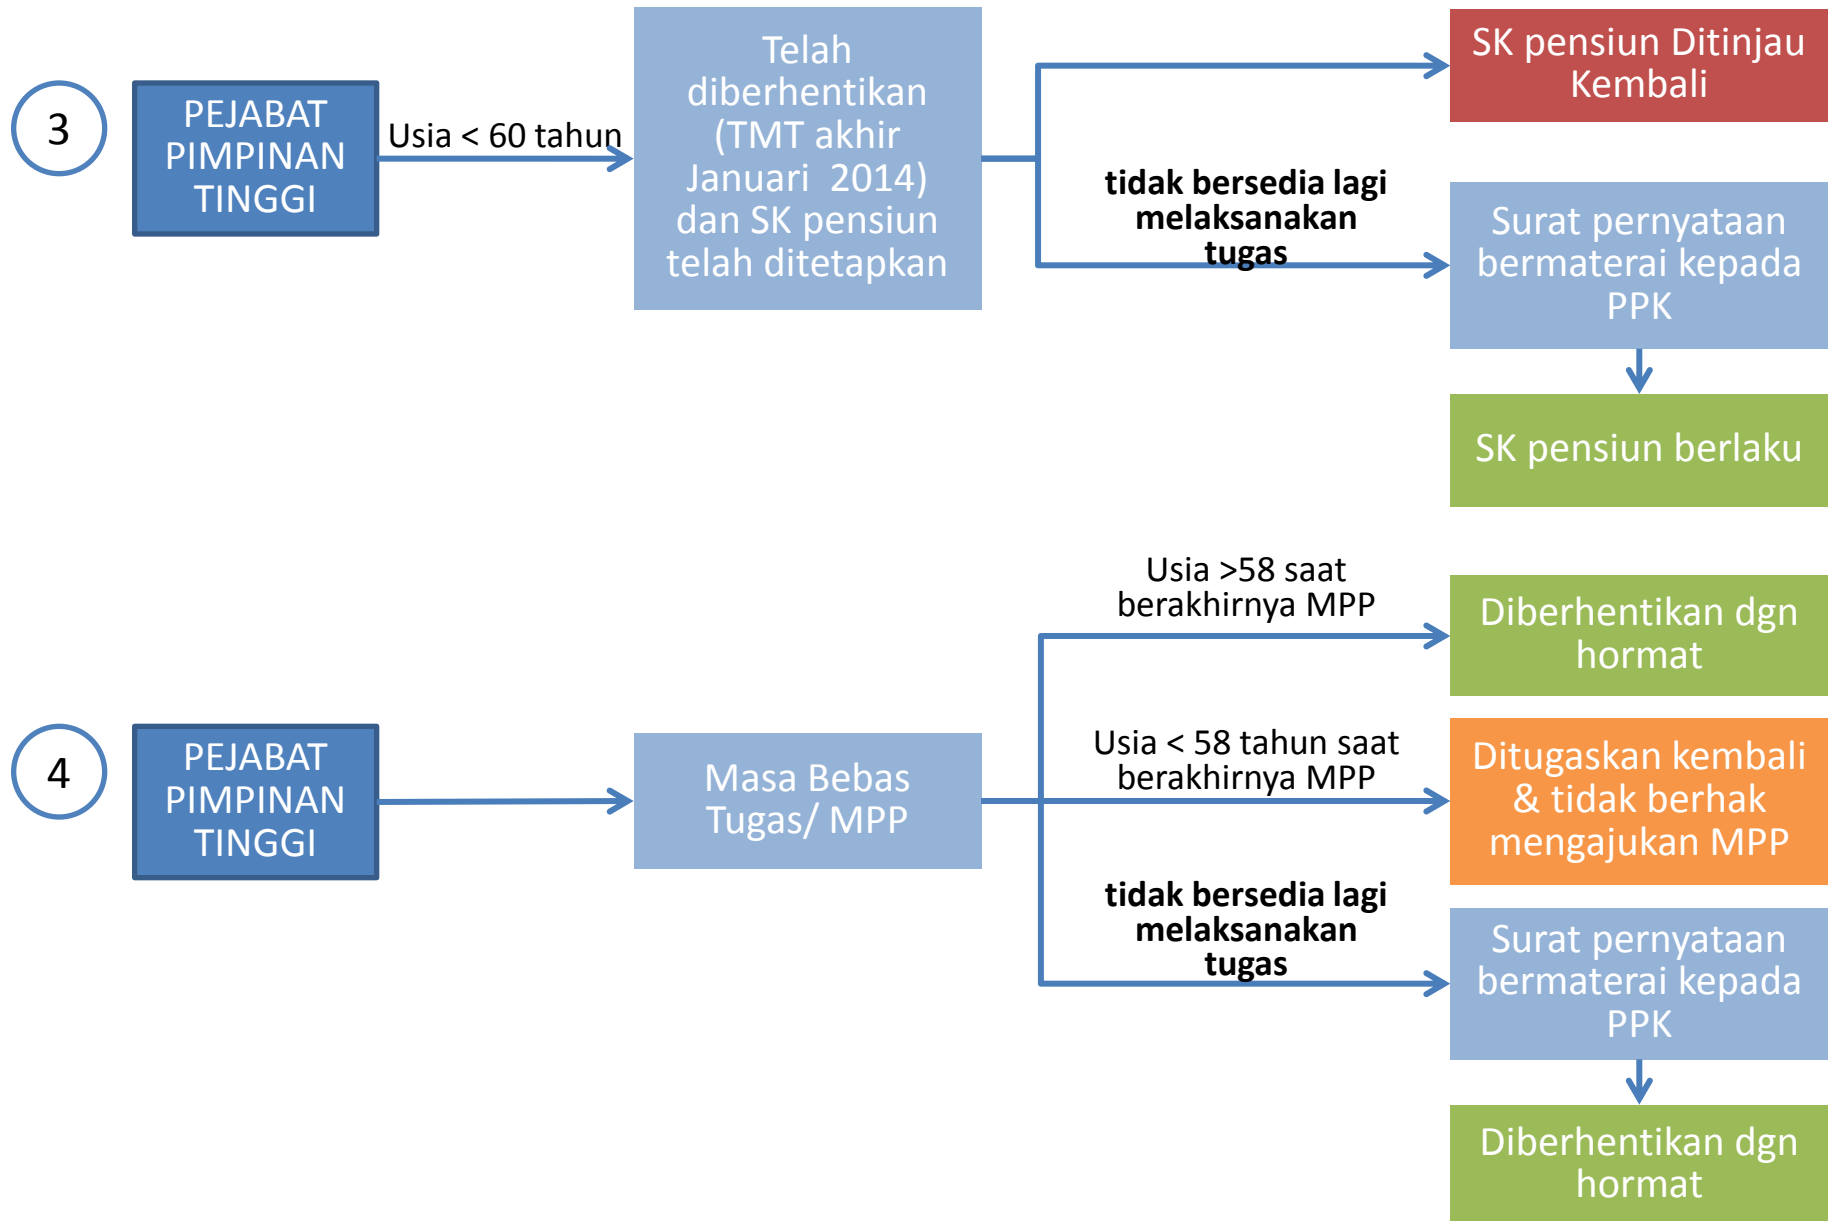 3
PEJABAT
PIMPINAN
TINGGI
Usia < 60 tahun
Telah
diberhentikan
(TMT akhir
Januari 2014)
dan SK pensiun
telah ditetapkan
SK pensiun Ditinjau
Kembali
tidak bersedia lagi
melaksanakan
tugas
Surat pernyataan
bermaterai kepada
PPK
SK pensiun berlaku
4
PEJABAT
PIMPINAN
TINGGI
Masa Bebas
Tugas/ MPP
Usia >58 saat
berakhirnya MPP
Diberhentikan dgn
hormat
Usia < 58 tahun saat
berakhirnya MPP
Ditugaskan kembali
& tidak berhak
mengajukan MPP
tidak bersedia lagi
melaksanakan
tugas
Surat pernyataan
bermaterai kepada
PPK
Diberhentikan dgn
hormat